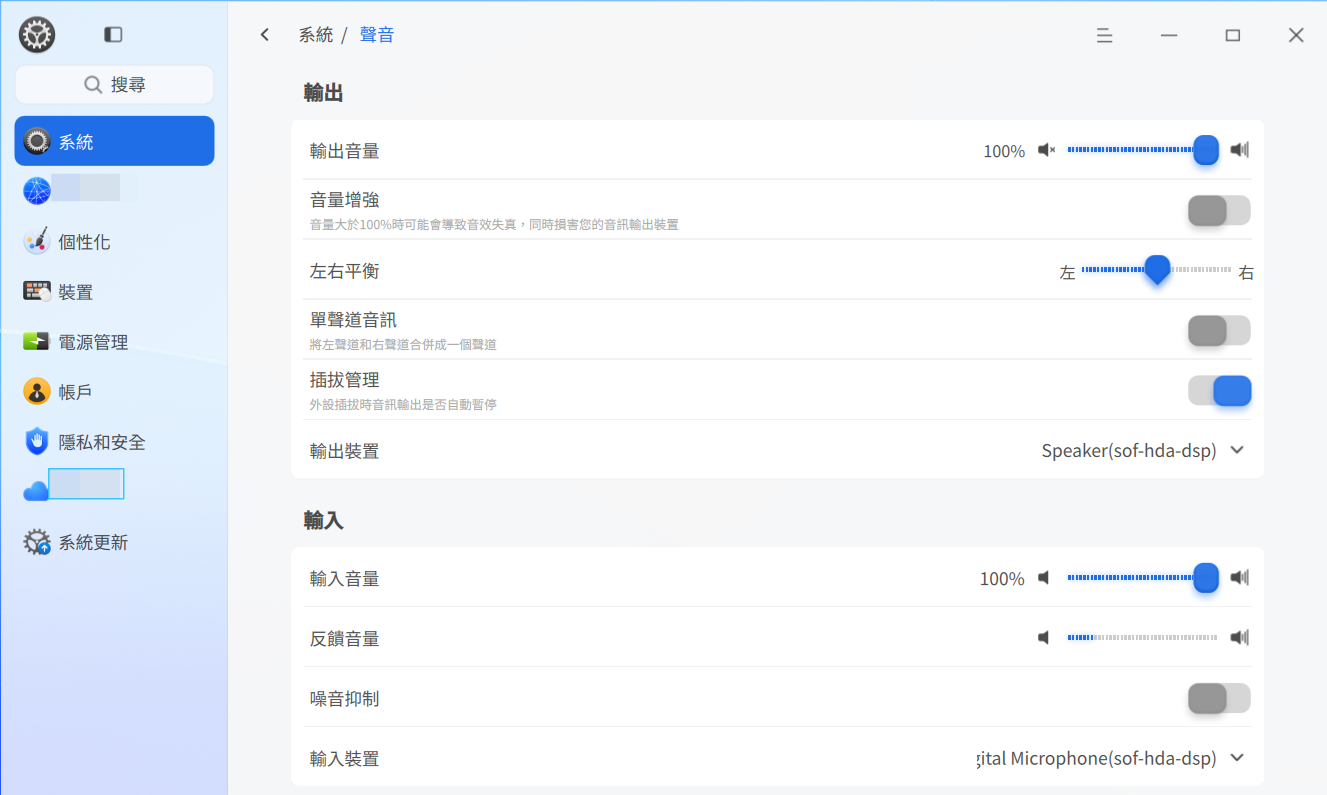 系統 / 聲音
搜尋
系統
個性化
裝置
電源管理
帳戶
隱私和安全
系統更新
輸出
輸出音量 100%
音量增強
音量大於100%時可能會導致音效失真，同時損害您的音訊輸出裝置
左右平衡 左 右
單聲道音訊
將左聲道和右聲道合併成一個聲道
插拔管理
外設插拔時音訊輸出是否自動暫停
輸出裝置 Speaker(sof-hda-dsp)
輸入
輸入音量 100%
反饋音量
噪音抑制
輸入裝置 gital Microphone(sof-hda-dsp)